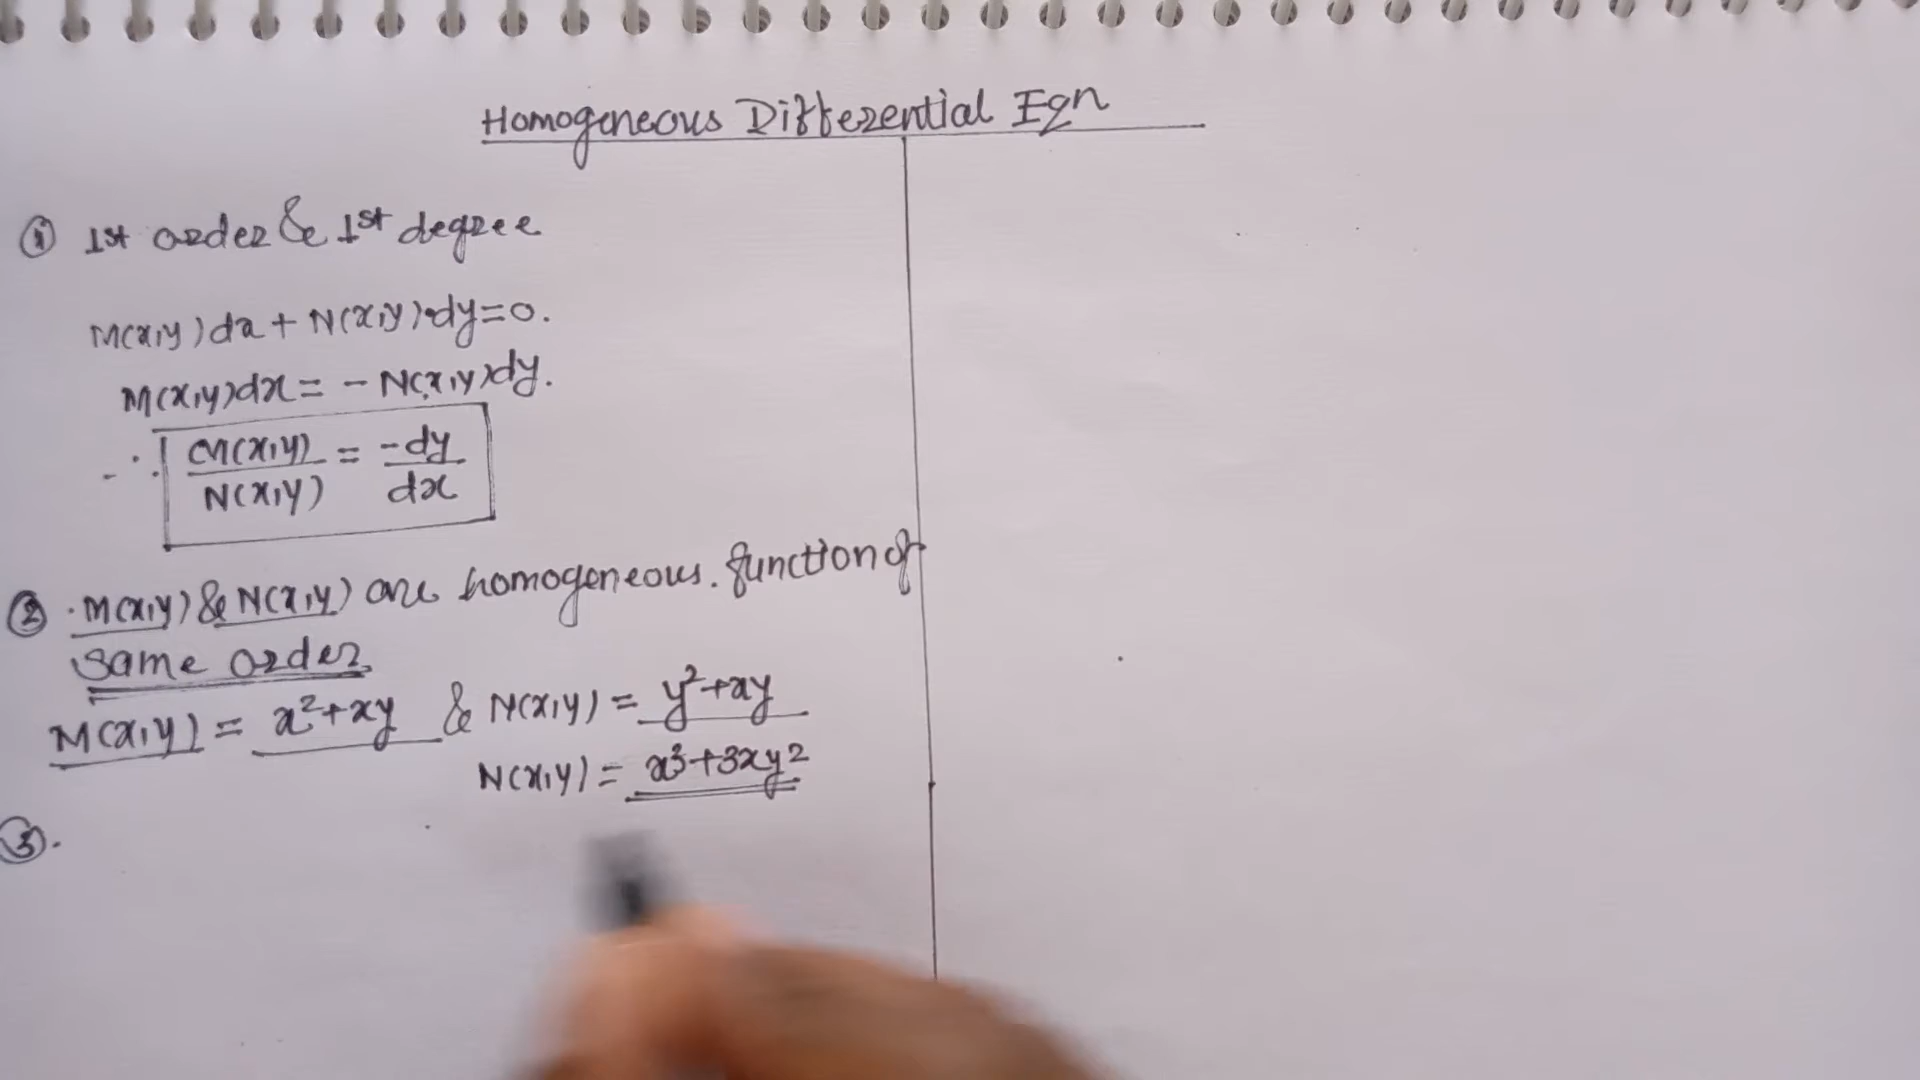 Homogeneous Differential Eqn
① 1st order & 1st degree
M(x,y)dx + N(x,y)dy=0.
M(x,y)dx = - N(x,y)dy.
∴ M(x,y)/N(x,y) = -dy/dx
② M(x,y) & N(x,y) are homogeneous. function of
same order
M(x,y) = x²+xy & N(x,y) = y²+xy
N(x,y) = x³+3xy²
③.